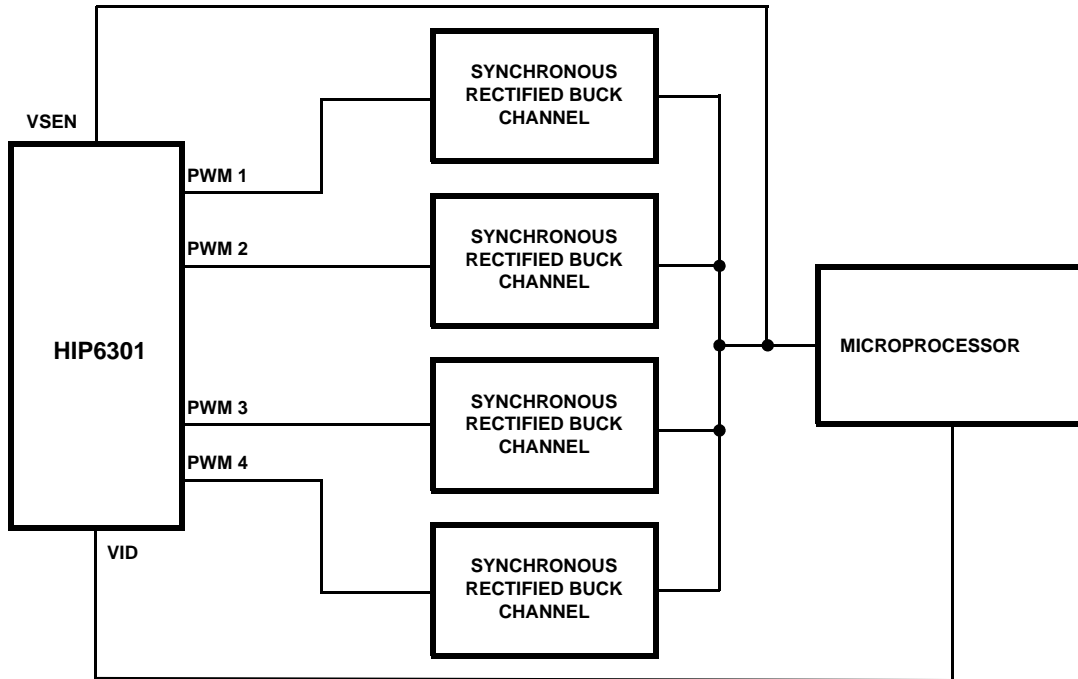 VSEN
HIP6301
VID
PWM 1
PWM 2
PWM 3
PWM 4
SYNCHRONOUS
RECTIFIED BUCK
CHANNEL
SYNCHRONOUS
RECTIFIED BUCK
CHANNEL
SYNCHRONOUS
RECTIFIED BUCK
CHANNEL
SYNCHRONOUS
RECTIFIED BUCK
CHANNEL
MICROPROCESSOR